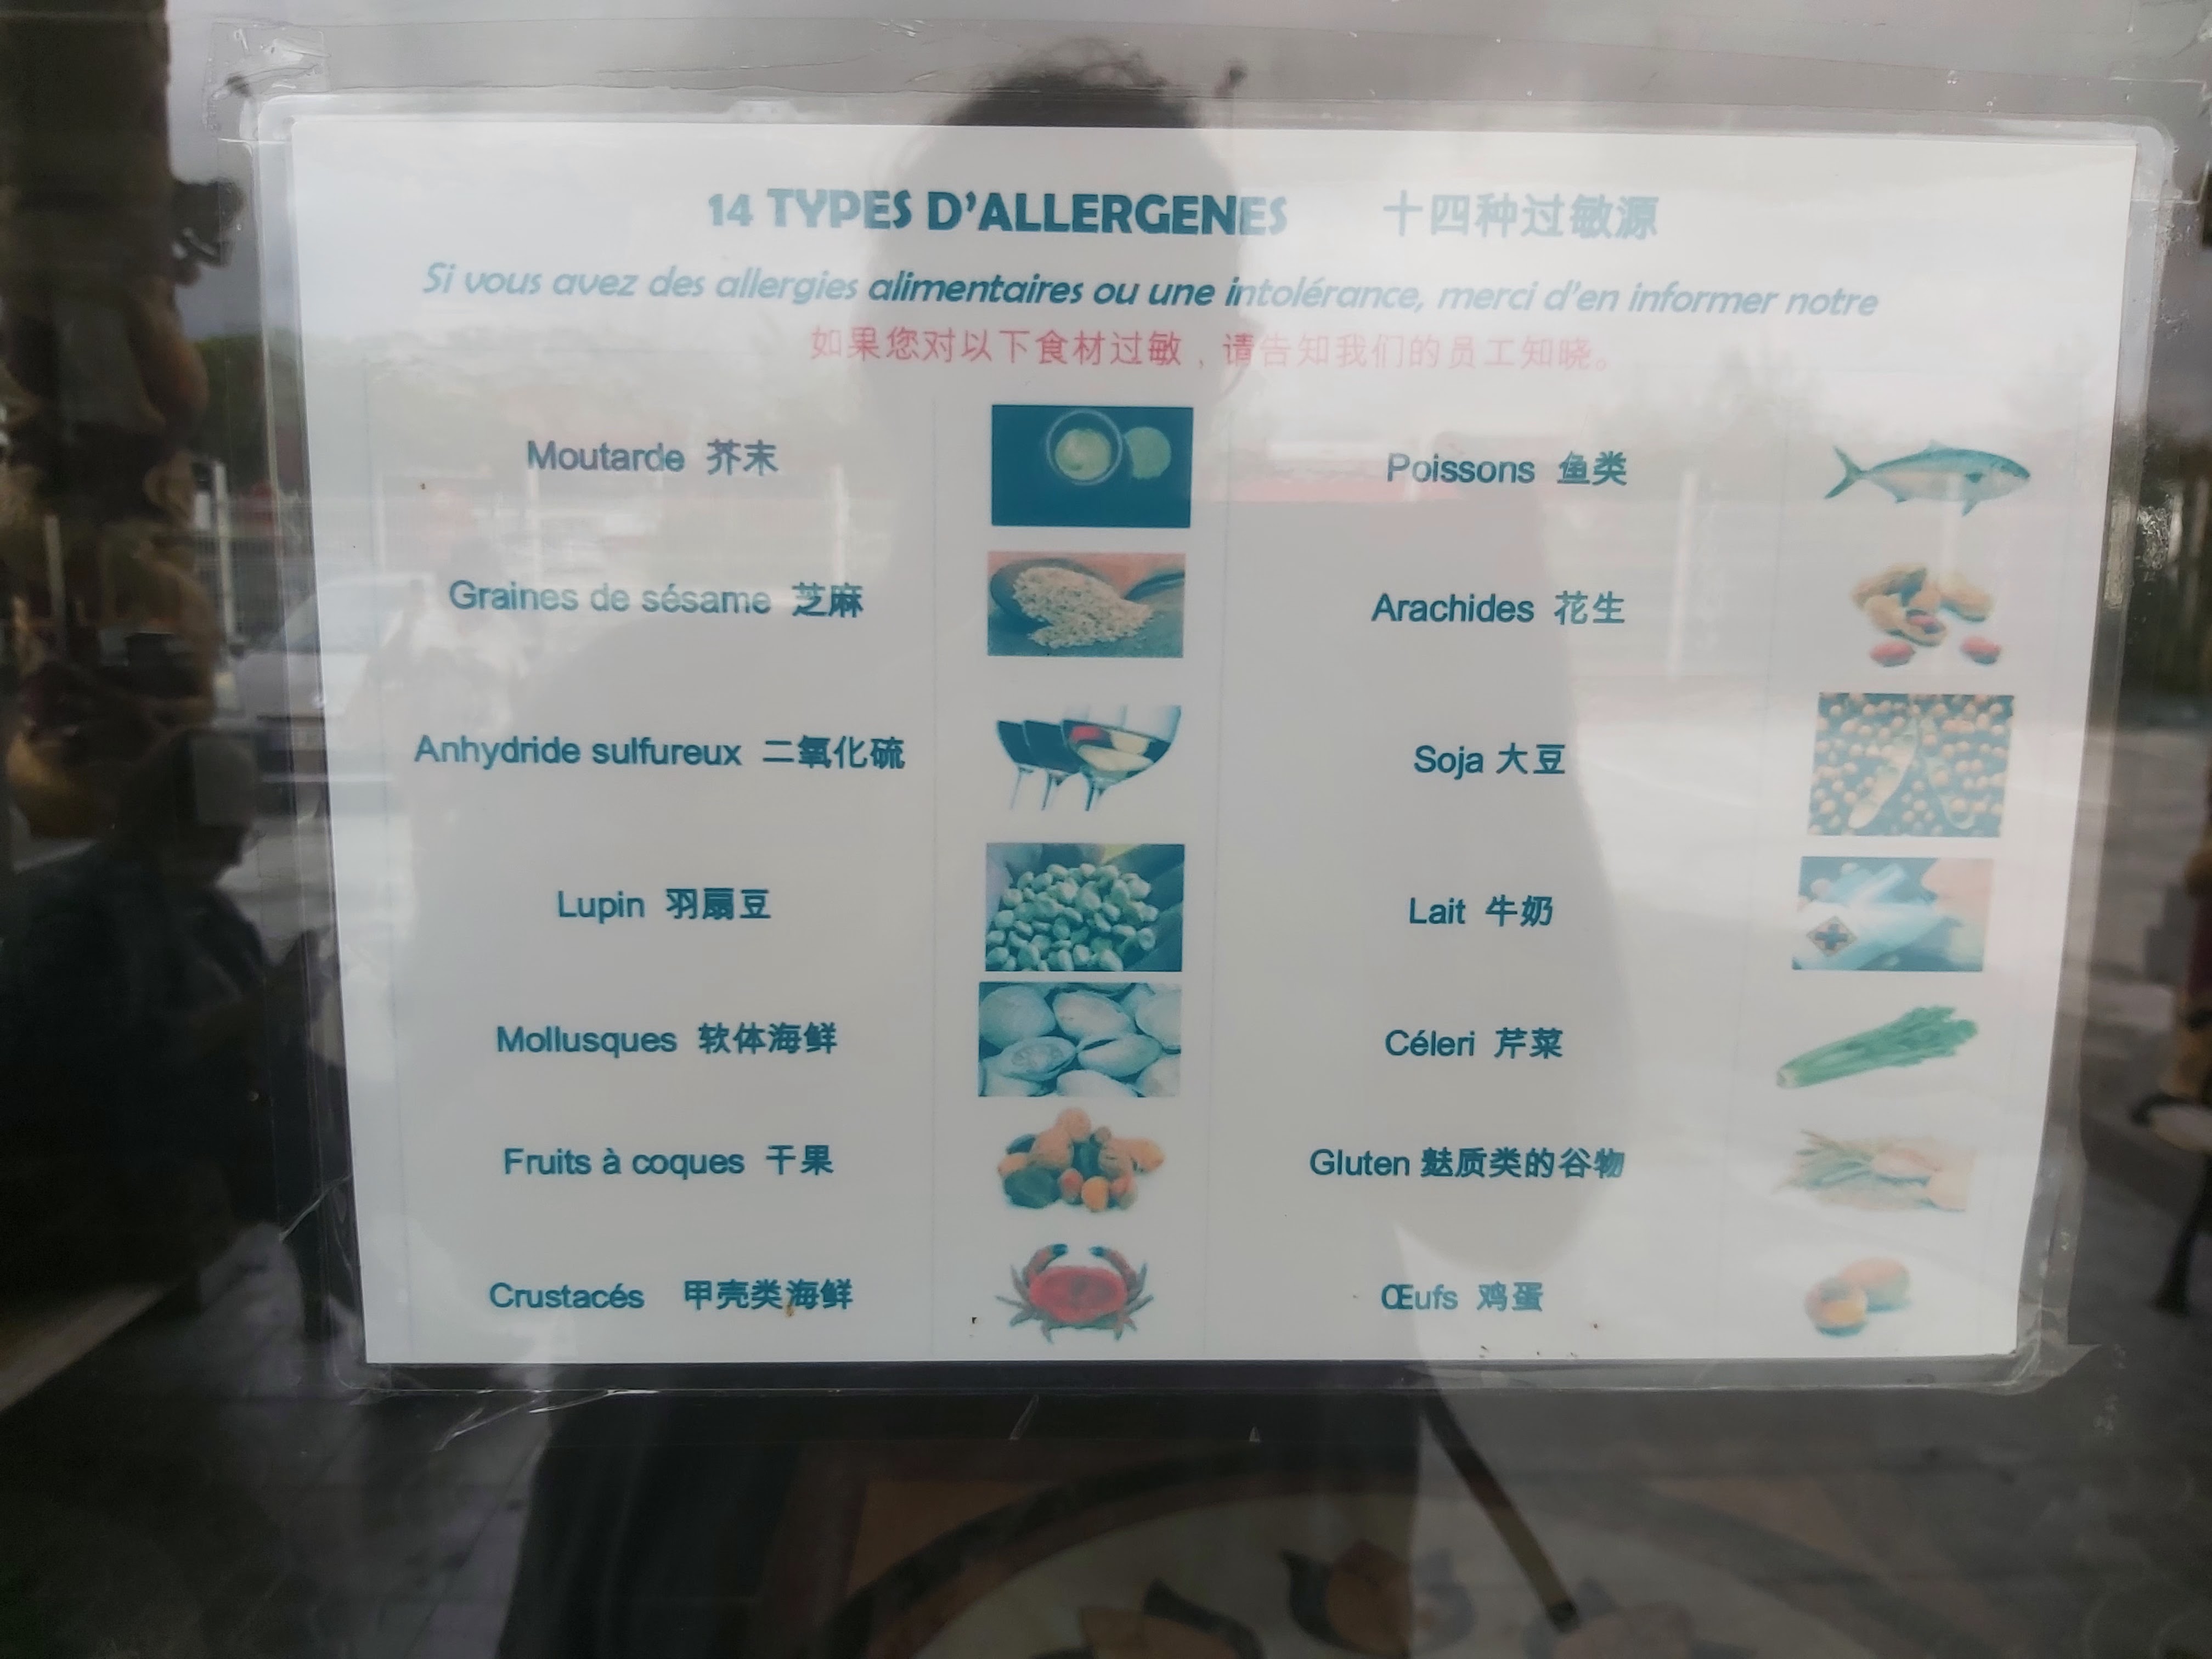 14 TYPES D'ALLERGENES 十四种过敏源
Si vous avez des allergies alimentaires ou une intolérance, merci d'en informer notre
如果您对以下食材过敏，请告知我们的员工知晓。
Moutarde 芥末
Poissons 鱼类
Graines de sésame 芝麻
Arachides 花生
Anhydride sulfureux 二氧化硫
Soja 大豆
Lupin 羽扇豆
Lait 牛奶
Mollusques 软体海鲜
Céleri 芹菜
Fruits à coques 干果
Gluten 麸质类的谷物
Crustacés 甲壳类海鲜
Œufs 鸡蛋